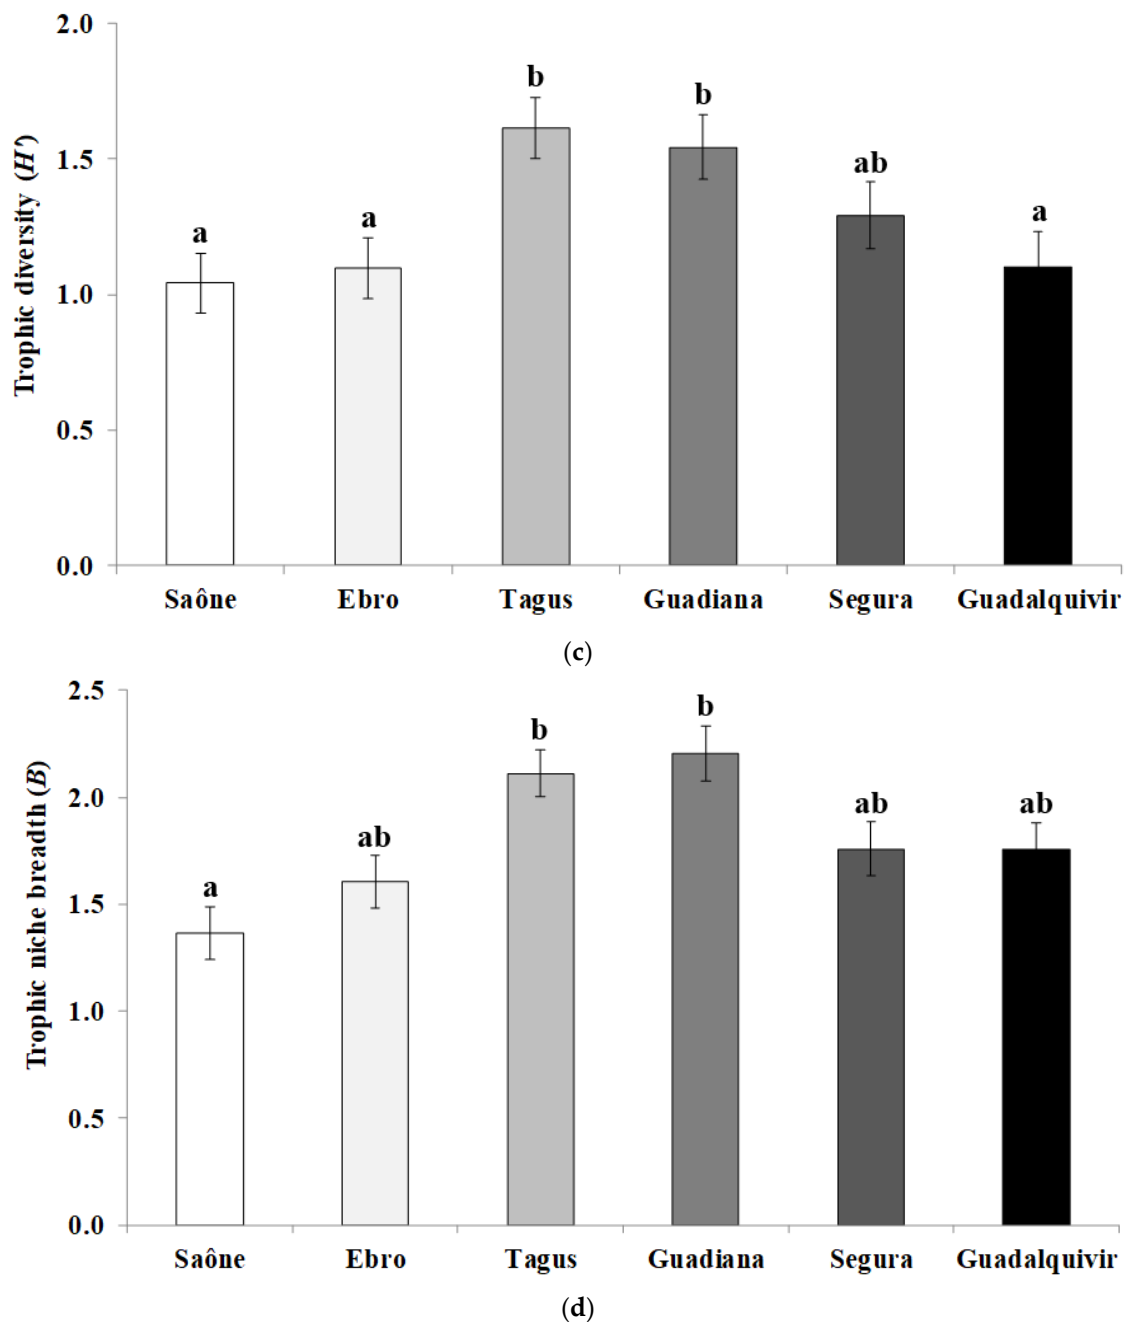 2.0
b
b
1.5
ab
a
a
a
1.0
0.5
0.0
Trophic diversity (H')
Saône Ebro Tagus Guadiana Segura Guadalquivir
(c)
2.5
b
b
2.0
ab
ab
ab
a
1.5
1.0
0.5
0.0
Trophic niche breadth (B)
Saône Ebro Tagus Guadiana Segura Guadalquivir
(d)